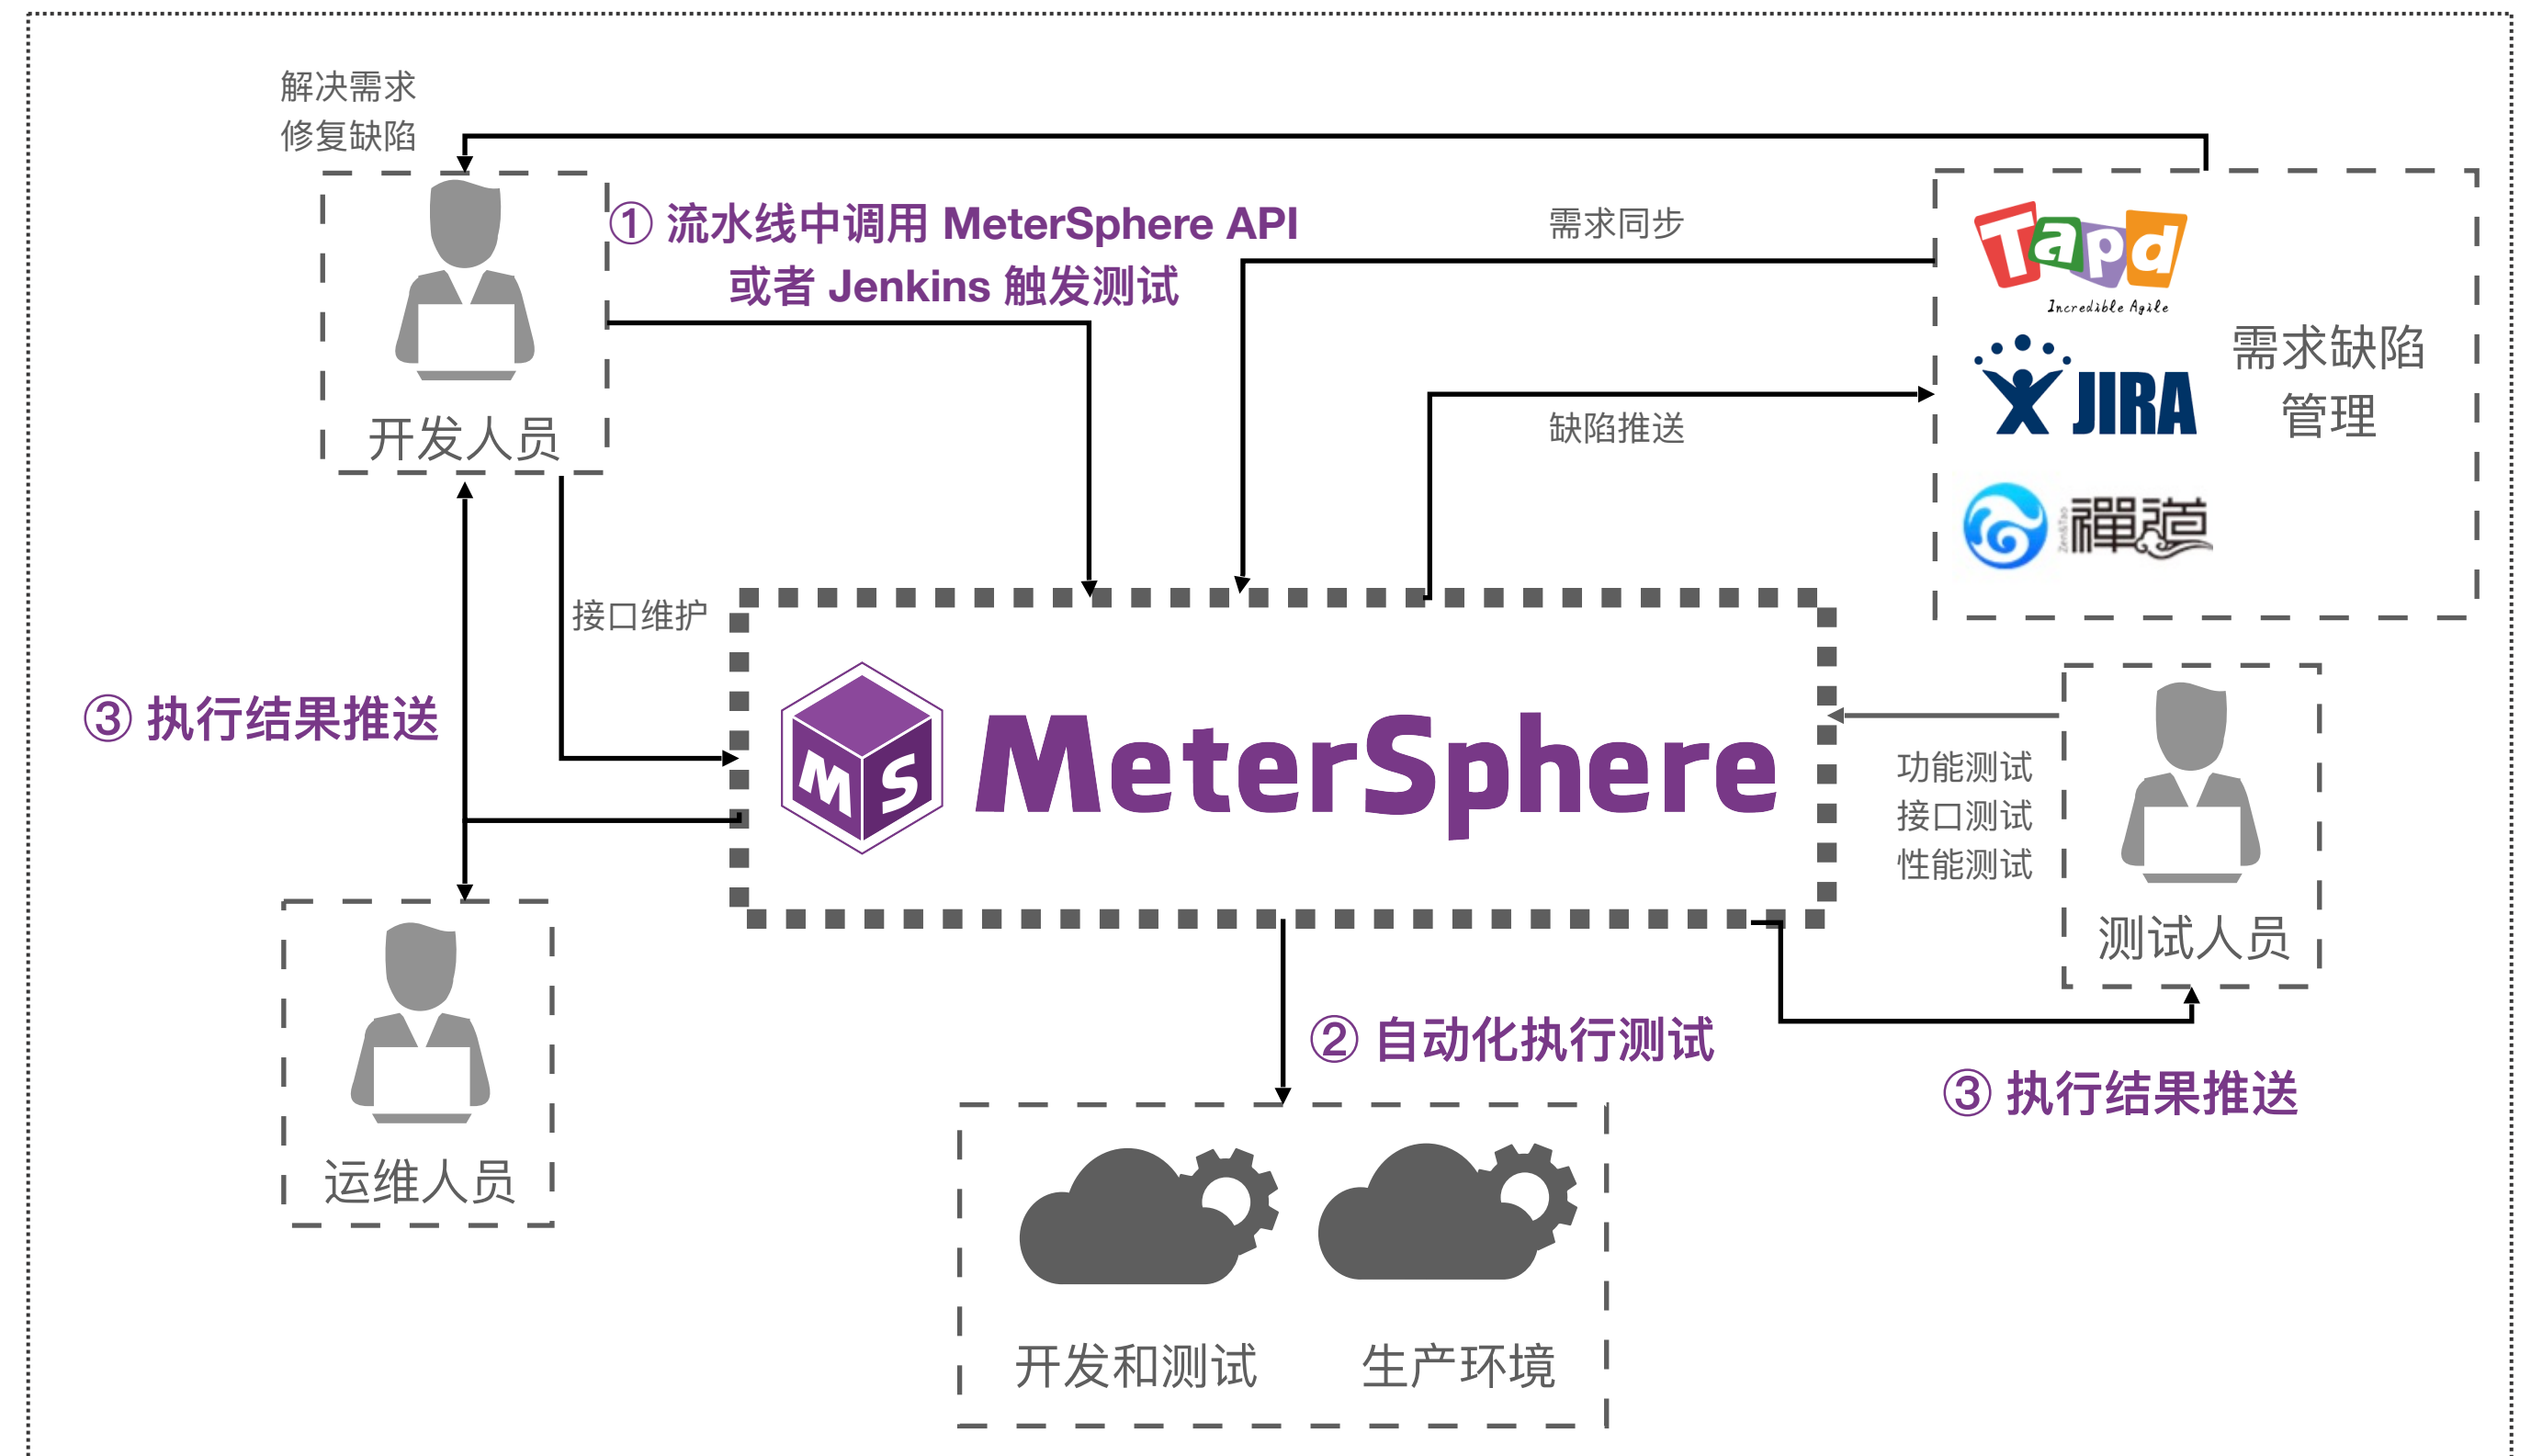 解决需求
修复缺陷
① 流水线中调用 MeterSphere API
或者 Jenkins 触发测试
需求同步
Tapd
Incredible Agile
JIRA
需求缺陷
管理
缺陷推送
Zen&Tao
禪道
开发人员
接口维护
③ 执行结果推送
MS
MeterSphere
功能测试
接口测试
性能测试
测试人员
② 自动化执行测试
③ 执行结果推送
运维人员
开发和测试
生产环境